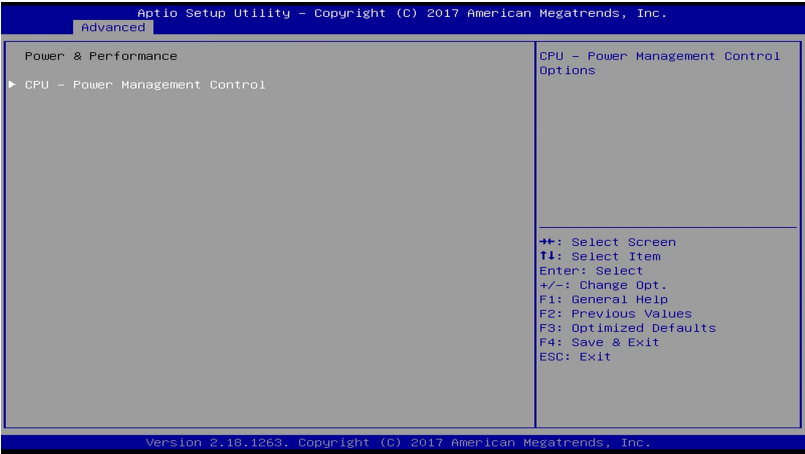 Aptio Setup Utility – Copyright (C) 2017 American Megatrends, Inc.
Advanced
Power & Performance
▶ CPU – Power Management Control
CPU – Power Management Control
Options
→←: Select Screen
↑↓: Select Item
Enter: Select
+/-: Change Opt.
F1: General Help
F2: Previous Values
F3: Optimized Defaults
F4: Save & Exit
ESC: Exit
Version 2.18.1263. Copyright (C) 2017 American Megatrends, Inc.